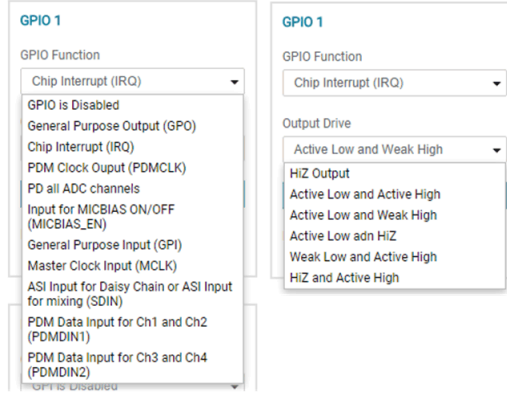 GPIO 1
GPIO Function
Chip Interrupt (IRQ)
GPIO is Disabled
General Purpose Output (GPO)
Chip Interrupt (IRQ)
PDM Clock Ouput (PDMCLK)
PD all ADC channels
Input for MICBIAS ON/OFF
(MICBIAS_EN)
General Purpose Input (GPI)
Master Clock Input (MCLK)
ASI Input for Daisy Chain or ASI Input
for mixing (SDIN)
PDM Data Input for Ch1 and Ch2
(PDMDIN1)
PDM Data Input for Ch3 and Ch4
(PDMDIN2)
GPI is Disabled
GPIO 1
GPIO Function
Chip Interrupt (IRQ)
Output Drive
Active Low and Weak High
HiZ Output
Active Low and Active High
Active Low and Weak High
Active Low adn HiZ
Weak Low and Active High
HiZ and Active High